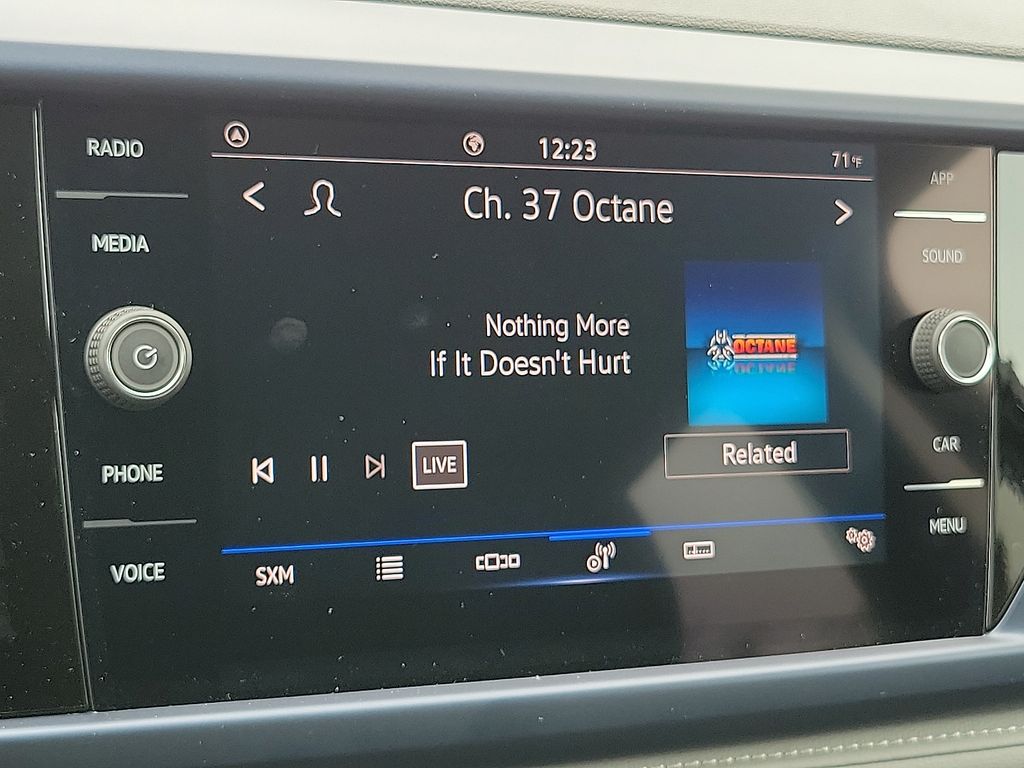 RADIO
MEDIA
PHONE
VOICE
12:23
71°F
Ch. 37 Octane
Nothing More
If It Doesn't Hurt
OCTANE
LIVE
Related
SXM
APP
SOUND
CAR
MENU